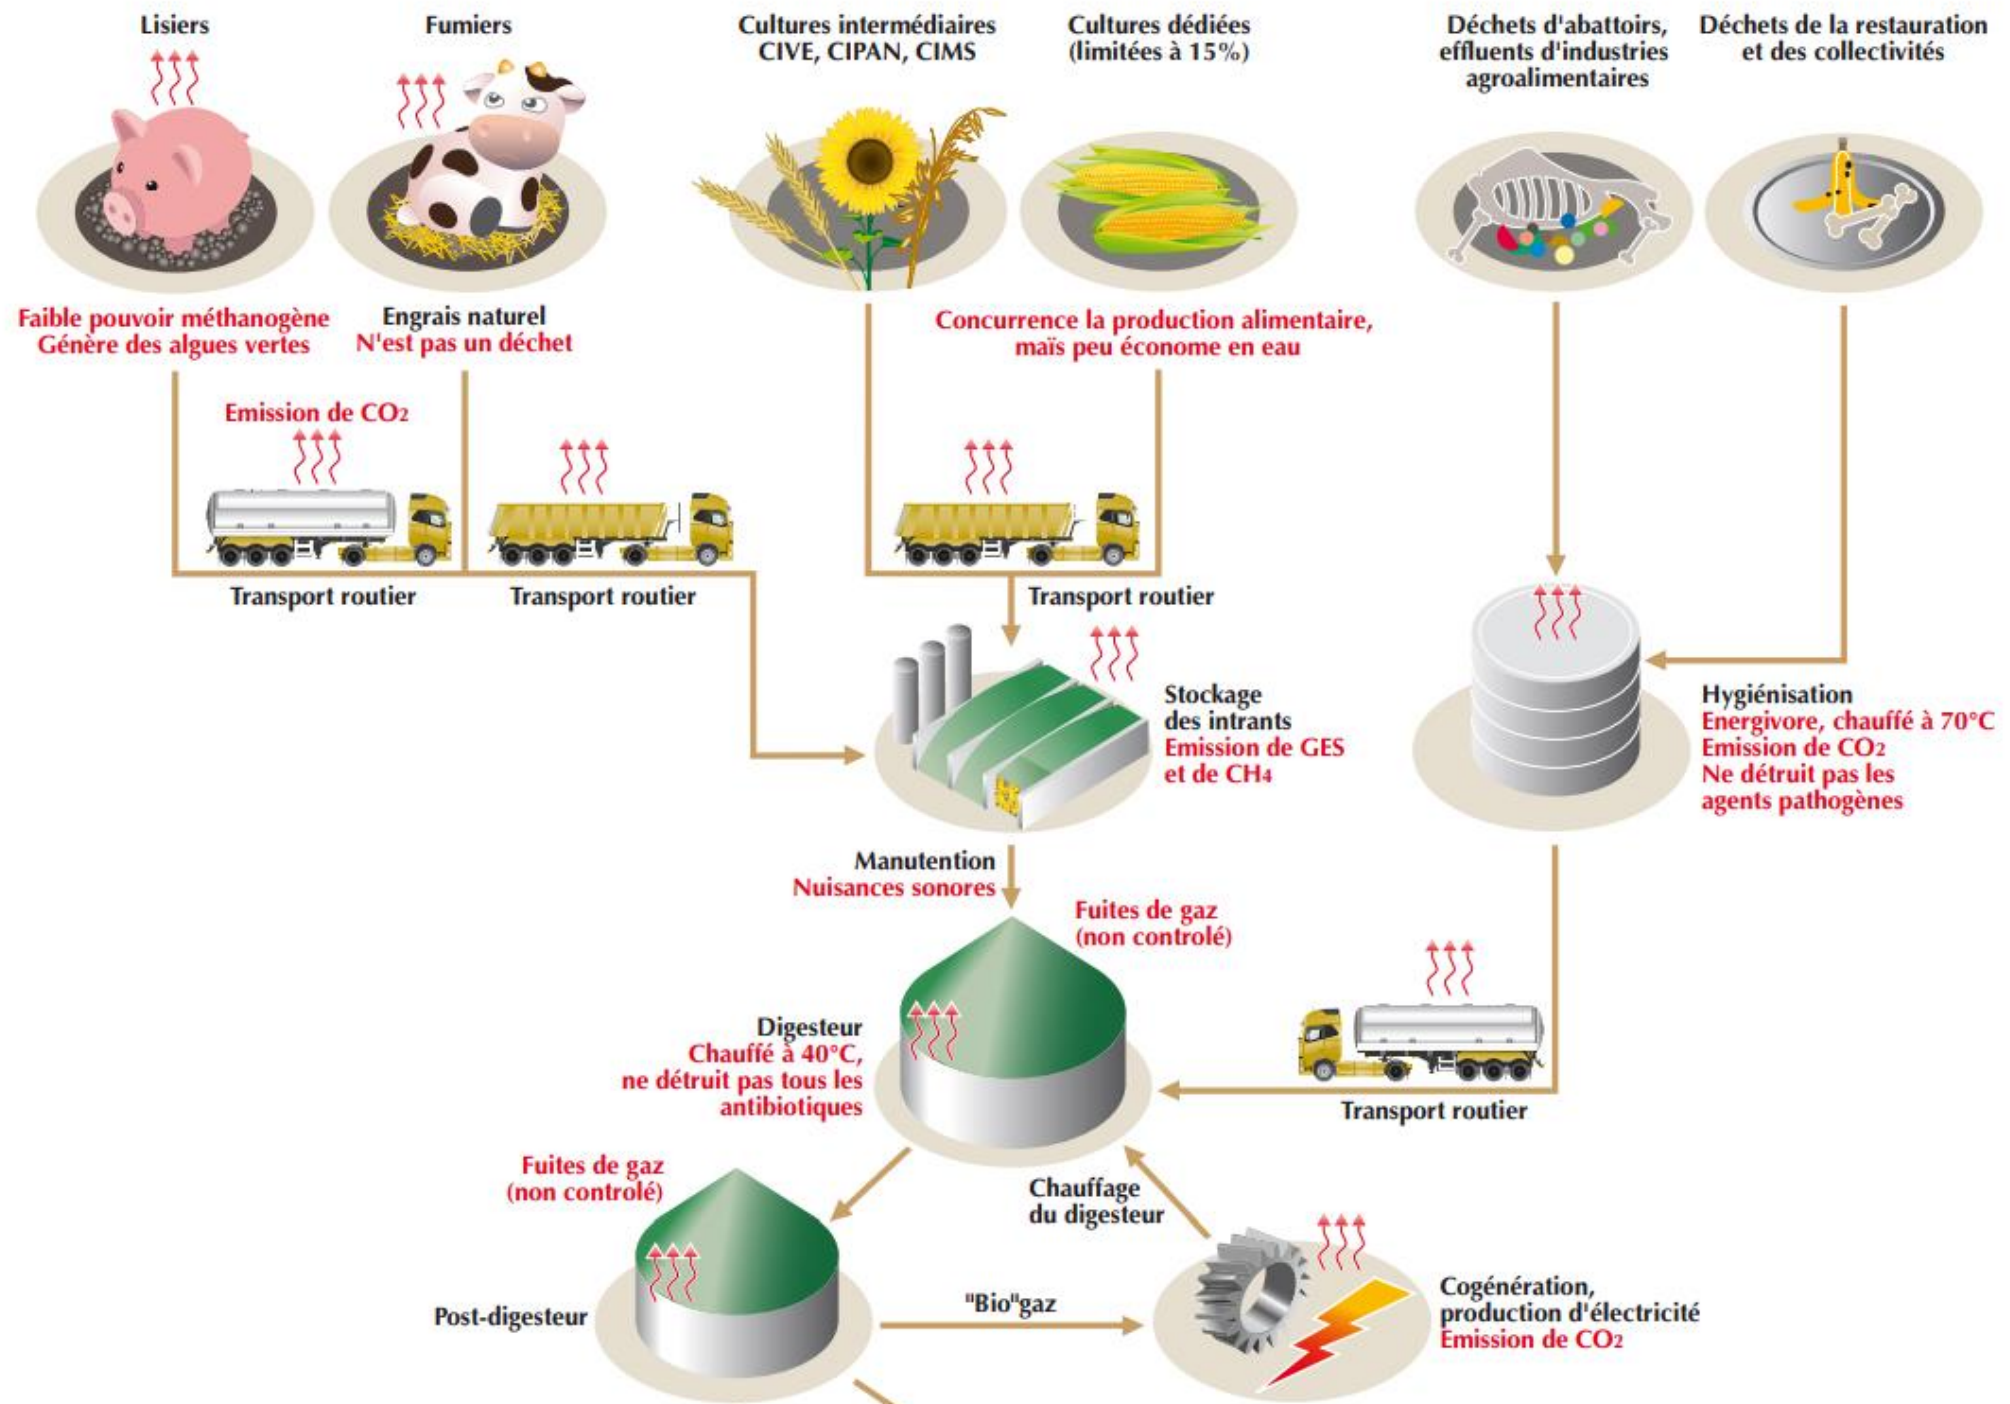 Lisiers
Fumiers
Cultures intermédiaires
CIVE, CIPAN, CIMS
Cultures dédiées
(limitées à 15%)
Déchets d'abattoirs,
effluents d'industries
agroalimentaires
Déchets de la restauration
et des collectivités
Faible pouvoir méthanogène
Génère des algues vertes
Engrais naturel
N'est pas un déchet
Concurrence la production alimentaire,
maïs peu économe en eau
Emission de CO2
Transport routier
Transport routier
Transport routier
Stockage
des intrants
Emission de GES
et de CH4
Hygiénisation
Energivore, chauffé à 70°C
Emission de CO2
Ne détruit pas les
agents pathogènes
Manutention
Nuisances sonores
Fuites de gaz
(non controlé)
Digesteur
Chauffé à 40°C,
ne détruit pas tous les
antibiotiques
Transport routier
Fuites de gaz
(non controlé)
Chauffage
du digesteur
Post-digesteur
"Bio"gaz
Cogénération,
production d'électricité
Emission de CO2